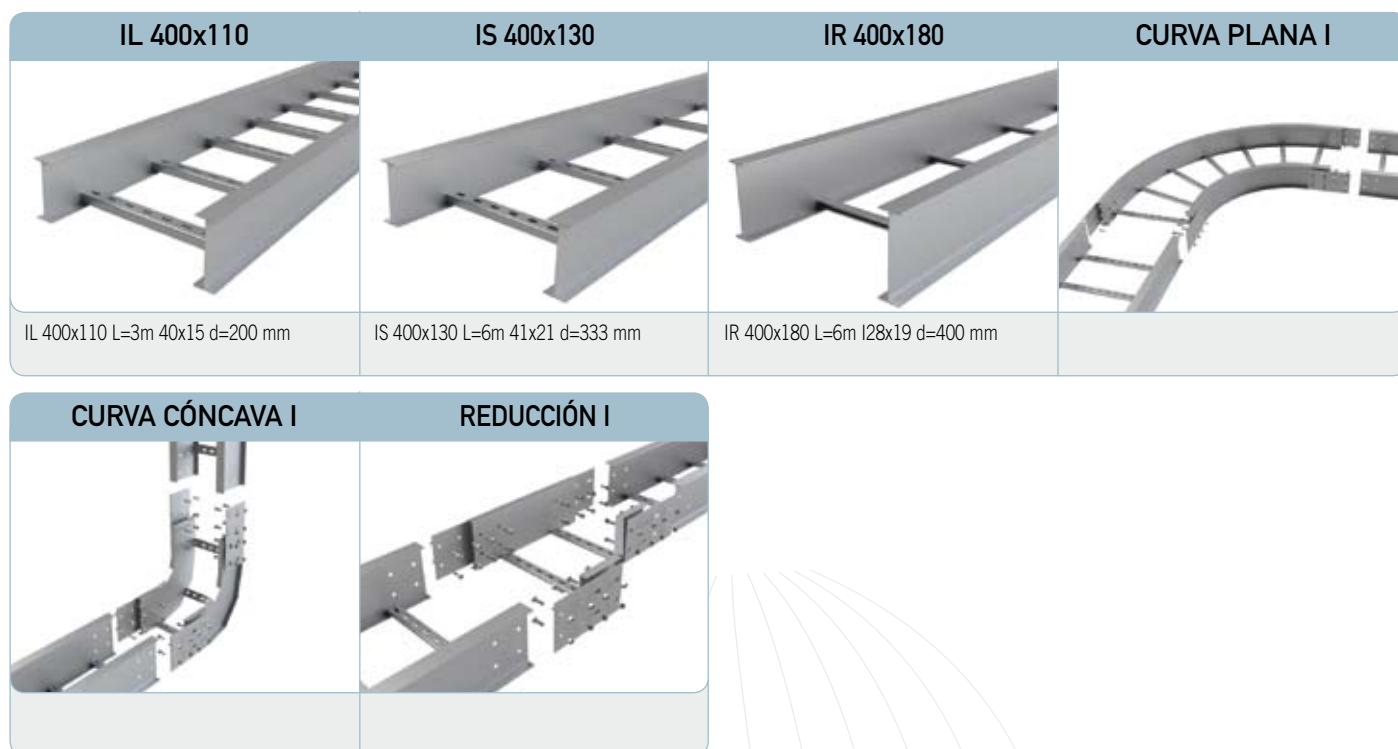 IL 400x110
IS 400x130
IR 400x180
CURVA PLANA I
IL 400x110 L=3m 40x15 d=200 mm
IS 400x130 L=6m 41x21 d=333 mm
IR 400x180 L=6m I28x19 d=400 mm
CURVA CÓNCAVA I
REDUCCIÓN I